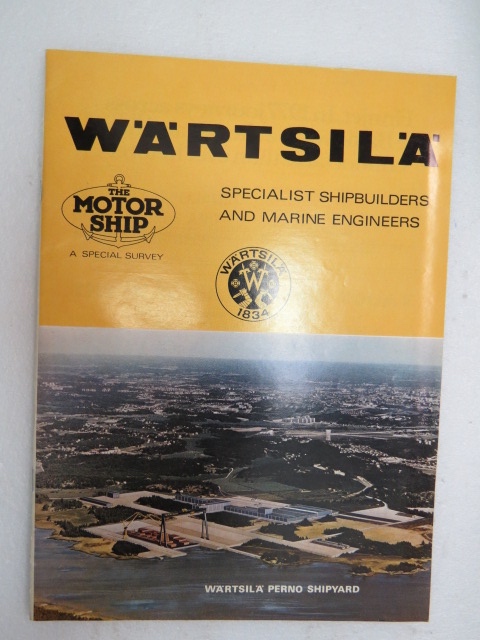 WÄRTSILÄ
THE
MOTOR
SHIP
A SPECIAL SURVEY
SPECIALIST SHIPBUILDERS
AND MARINE ENGINEERS
WÄRTSILÄ
W
1834
WÄRTSILÄ PERNO SHIPYARD